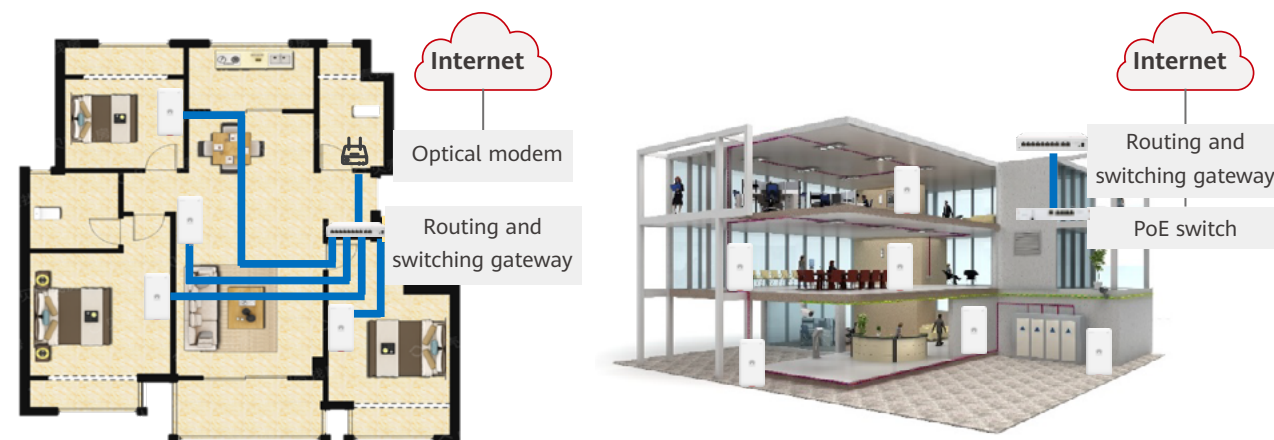 Internet
Optical modem
Routing and
switching gateway
Internet
Routing and
switching gateway
PoE switch